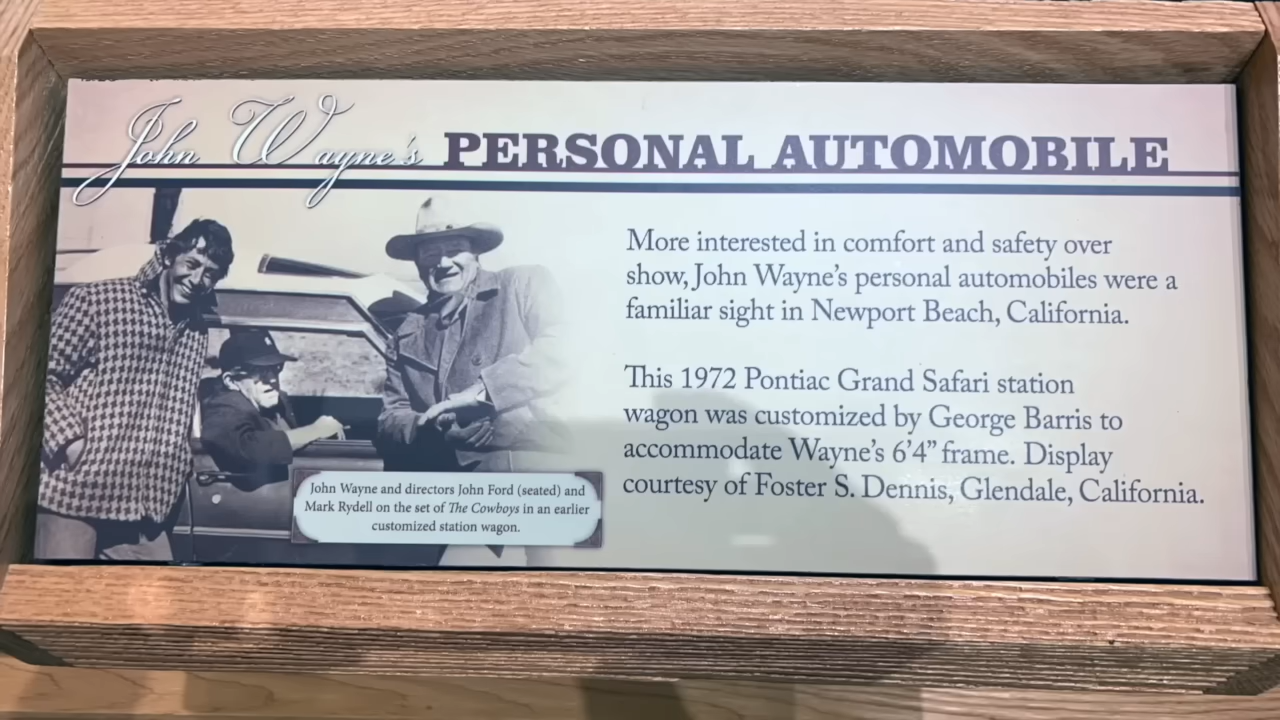 John Wayne's PERSONAL AUTOMOBILE
More interested in comfort and safety over
show, John Wayne's personal automobiles were a
familiar sight in Newport Beach, California.
This 1972 Pontiac Grand Safari station
wagon was customized by George Barris to
accommodate Wayne's 6'4" frame. Display
courtesy of Foster S. Dennis, Glendale, California.
John Wayne and directors John Ford (seated) and
Mark Rydell on the set of The Cowboys in an earlier
customized station wagon.